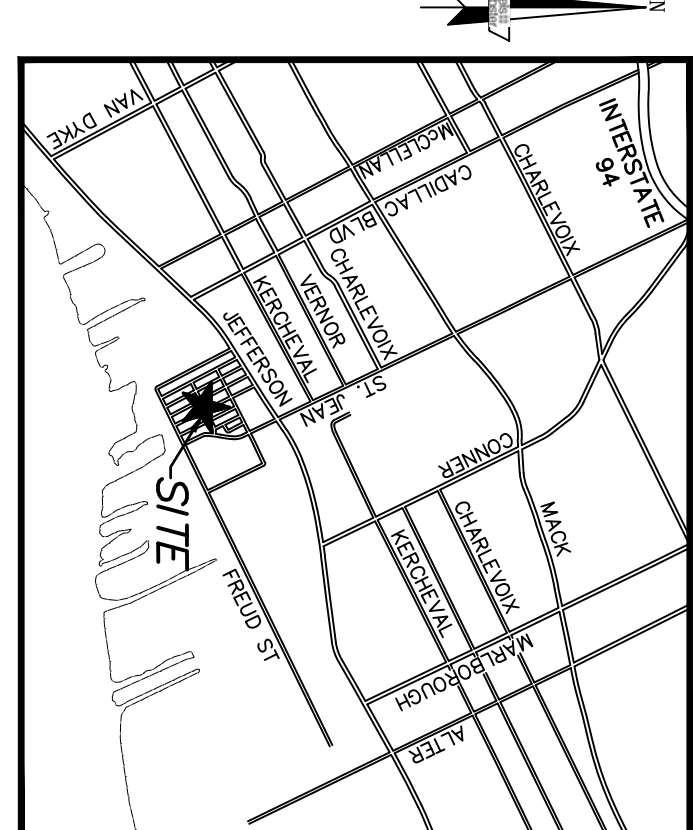 N
VAN DYKE
McCLELLAN
CADILLAC BLVD
INTERSTATE
94
CHARLEVOIX
CHARLEVOIX
VERNOR
KERCHEVAL
JEFFERSON
ST. JEAN
CONNER
MACK
CHARLEVOIX
KERCHEVAL
SITE
FREUD ST
MARLBOROUGH
ALTER